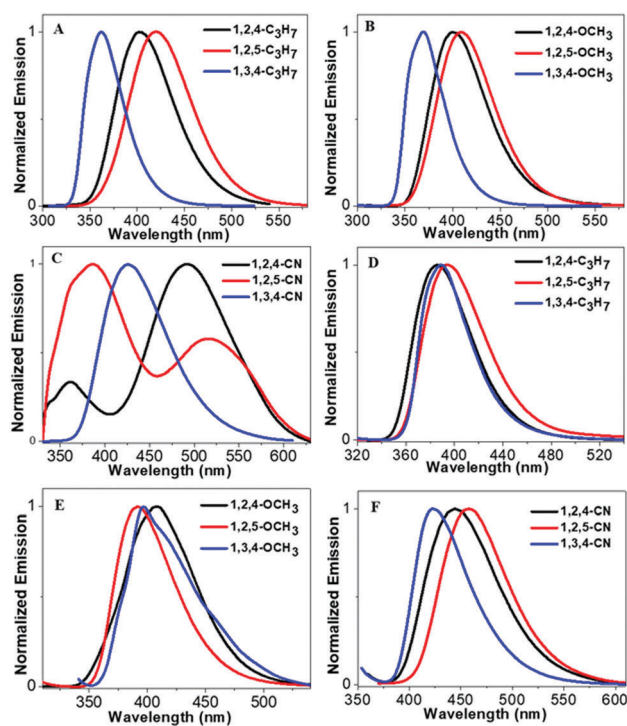 A
1,2,4-C₃H₇
1,2,5-C₃H₇
1,3,4-C₃H₇
Normalized Emission
1
0
300 350 400 450 500 550
Wavelength (nm)
B
1,2,4-OCH₃
1,2,5-OCH₃
1,3,4-OCH₃
Normalized Emission
1
0
300 350 400 450 500 550
Wavelength (nm)
C
1,2,4-CN
1,2,5-CN
1,3,4-CN
Normalized Emission
1
0
350 400 450 500 550 600
Wavelength (nm)
D
1,2,4-C₃H₇
1,2,5-C₃H₇
1,3,4-C₃H₇
Normalized Emission
1
0
320 360 400 440 480 520
Wavelength (nm)
E
1,2,4-OCH₃
1,2,5-OCH₃
1,3,4-OCH₃
Normalized Emission
1
0
350 400 450 500
Wavelength (nm)
F
1,2,4-CN
1,2,5-CN
1,3,4-CN
Normalized Emission
1
0
350 400 450 500 550 600
Wavelength (nm)